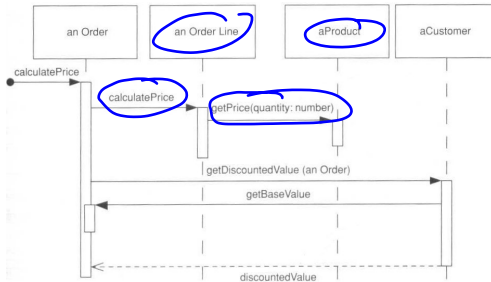 an Order
an Order Line
aProduct
aCustomer
calculatePrice
calculatePrice
getPrice(quantity: number)
getDiscountedValue (an Order)
getBaseValue
discountedValue